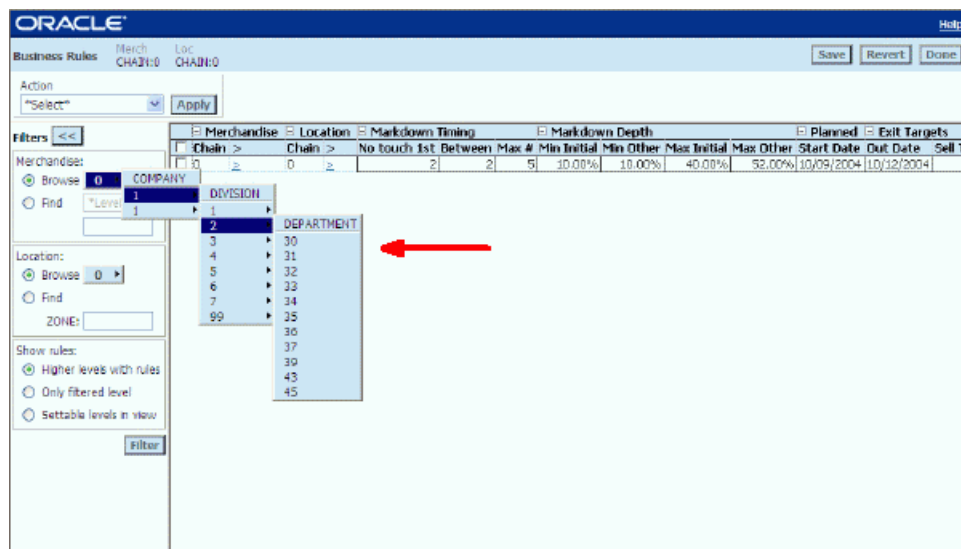 ORACLE
Help
Business Rules Merch Loc
CHAIN:0 CHAIN:0
Save Revert Done
Action
*Select* Apply
Filters <<
Merchandise Location Markdown Timing Markdown Depth Planned Exit Targets
Chain > Chain > No touch 1st Between Max # Min Initial Min Other Max Initial Max Other Start Date Out Date Sell
0 > 0 > 2 2 5 10.00% 10.00% 40.00% 52.00% 10/09/2004 10/12/2004
Merchandise:
Browse 0
Find *Level
COMPANY
1
1
DIVISION
1
2
3
4
5
6
7
99
DEPARTMENT
30
31
32
33
34
35
36
37
39
43
45
Location:
Browse 0
Find
ZONE:
Show rules:
Higher levels with rules
Only filtered level
Settable levels in view
Filter